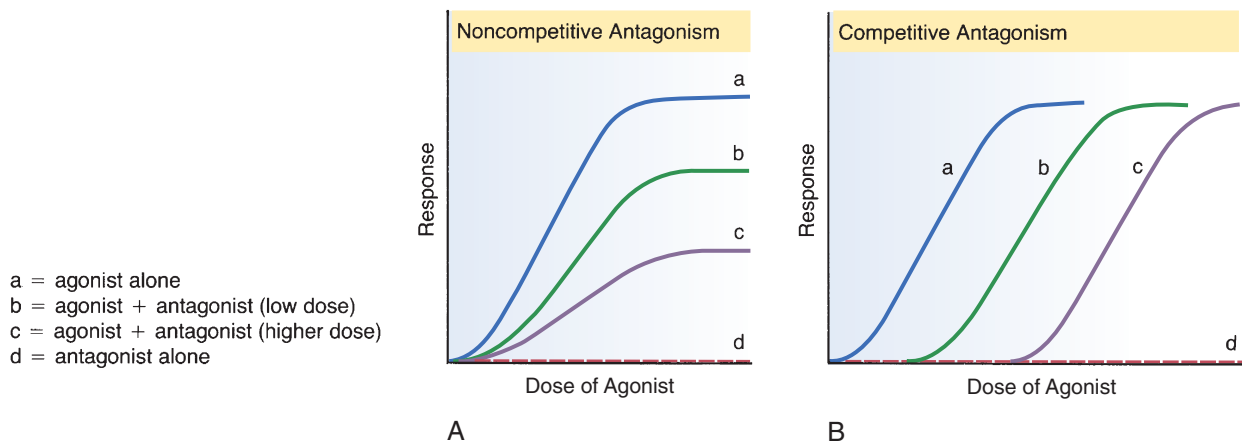 Noncompetitive Antagonism
a
b
c
d
Response
Dose of Agonist
A
Competitive Antagonism
a
b
c
d
Response
Dose of Agonist
B
a = agonist alone
b = agonist + antagonist (low dose)
c = agonist + antagonist (higher dose)
d = antagonist alone